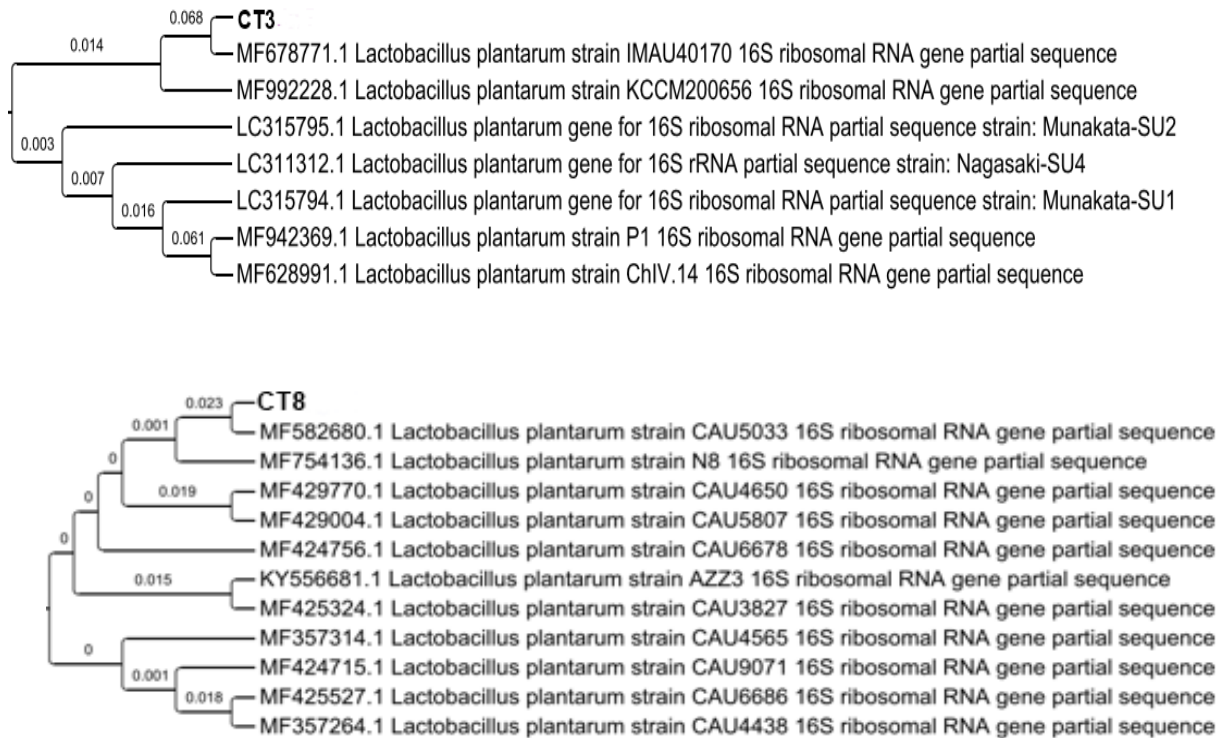 0.068
CT3
0.014
MF678771.1 Lactobacillus plantarum strain IMAU40170 16S ribosomal RNA gene partial sequence
MF992228.1 Lactobacillus plantarum strain KCCM200656 16S ribosomal RNA gene partial sequence
LC315795.1 Lactobacillus plantarum gene for 16S ribosomal RNA partial sequence strain: Munakata-SU2
0.003
LC311312.1 Lactobacillus plantarum gene for 16S rRNA partial sequence strain: Nagasaki-SU4
0.007
LC315794.1 Lactobacillus plantarum gene for 16S ribosomal RNA partial sequence strain: Munakata-SU1
0.016
MF942369.1 Lactobacillus plantarum strain P1 16S ribosomal RNA gene partial sequence
0.061
MF628991.1 Lactobacillus plantarum strain ChIV.14 16S ribosomal RNA gene partial sequence
0.023
CT8
0.001
MF582680.1 Lactobacillus plantarum strain CAU5033 16S ribosomal RNA gene partial sequence
0
MF754136.1 Lactobacillus plantarum strain N8 16S ribosomal RNA gene partial sequence
0.019
MF429770.1 Lactobacillus plantarum strain CAU4650 16S ribosomal RNA gene partial sequence
0
MF429004.1 Lactobacillus plantarum strain CAU5807 16S ribosomal RNA gene partial sequence
0
MF424756.1 Lactobacillus plantarum strain CAU6678 16S ribosomal RNA gene partial sequence
0.015
KY556681.1 Lactobacillus plantarum strain AZZ3 16S ribosomal RNA gene partial sequence
MF425324.1 Lactobacillus plantarum strain CAU3827 16S ribosomal RNA gene partial sequence
0
MF357314.1 Lactobacillus plantarum strain CAU4565 16S ribosomal RNA gene partial sequence
0.001
MF424715.1 Lactobacillus plantarum strain CAU9071 16S ribosomal RNA gene partial sequence
0.018
MF425527.1 Lactobacillus plantarum strain CAU6686 16S ribosomal RNA gene partial sequence
MF357264.1 Lactobacillus plantarum strain CAU4438 16S ribosomal RNA gene partial sequence